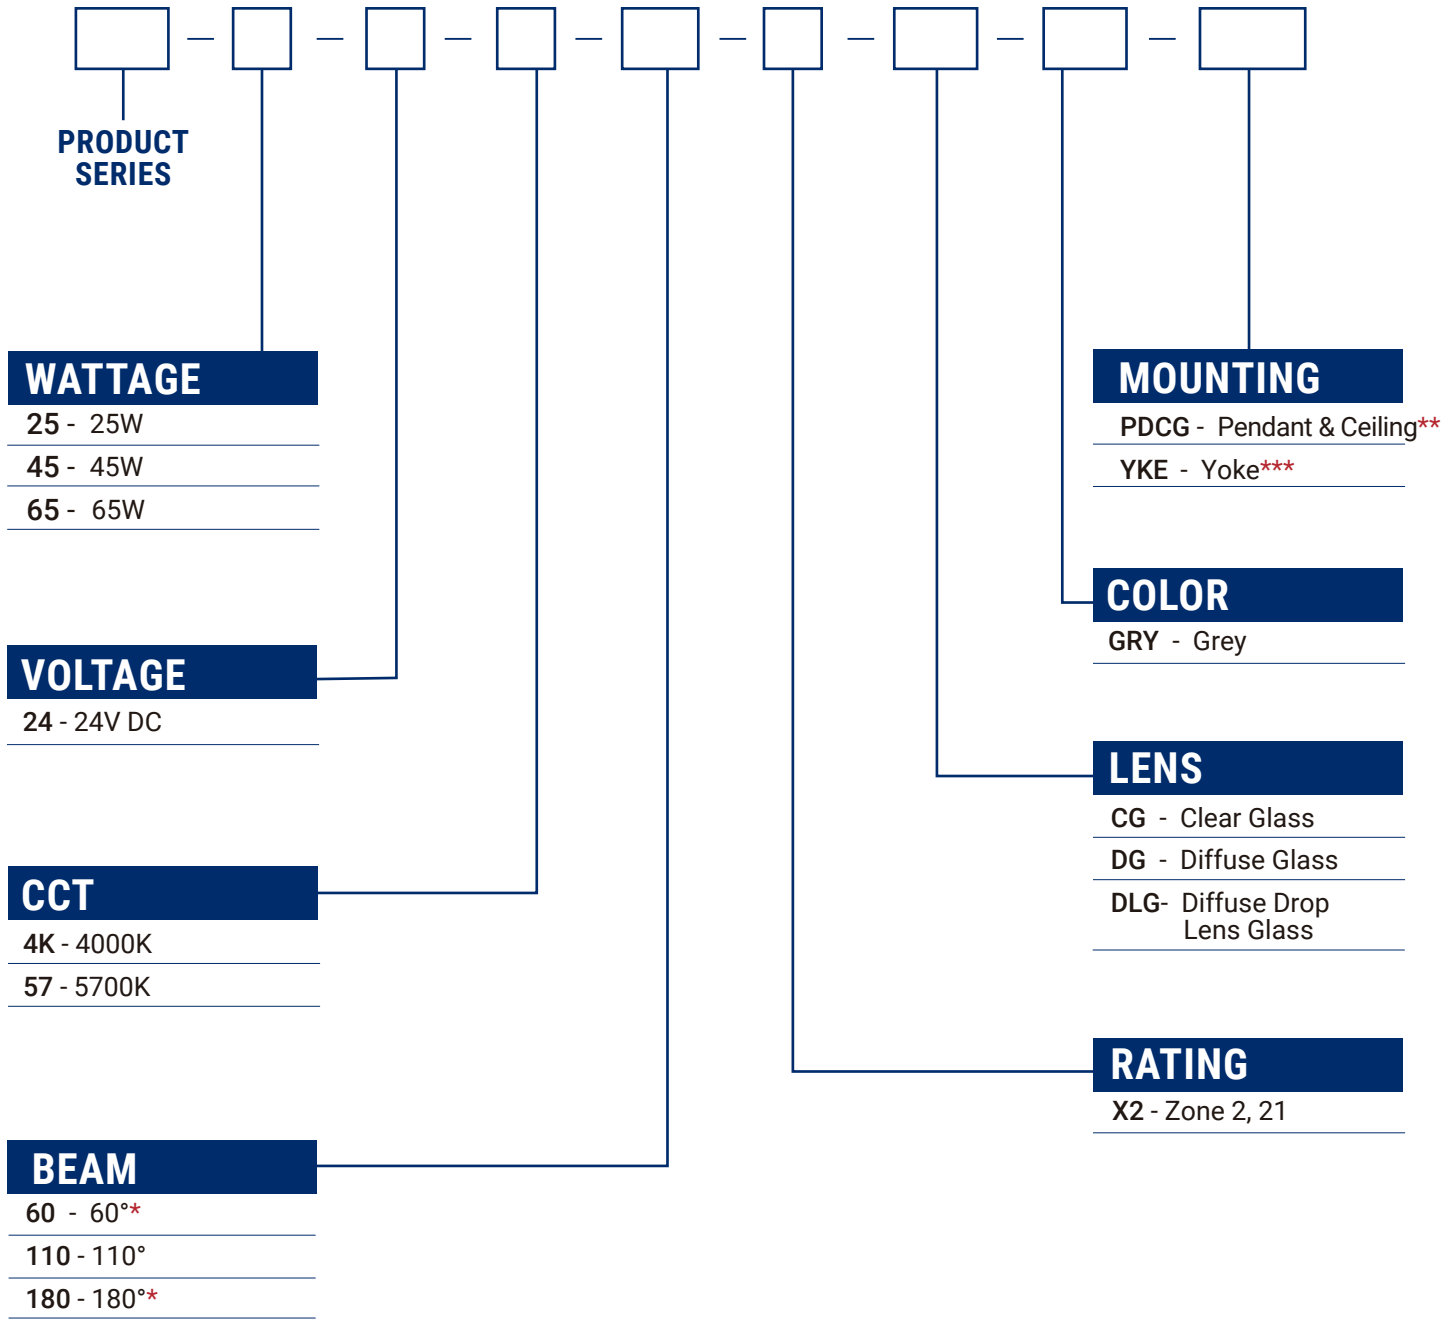 PRODUCT
SERIES
WATTAGE
25 - 25W
45 - 45W
65 - 65W
VOLTAGE
24 - 24V DC
CCT
4K - 4000K
57 - 5700K
BEAM
60 - 60°*
110 - 110°
180 - 180°*
MOUNTING
PDCG - Pendant & Ceiling**
YKE - Yoke***
COLOR
GRY - Grey
LENS
CG - Clear Glass
DG - Diffuse Glass
DLG- Diffuse Drop
Lens Glass
RATING
X2 - Zone 2, 21